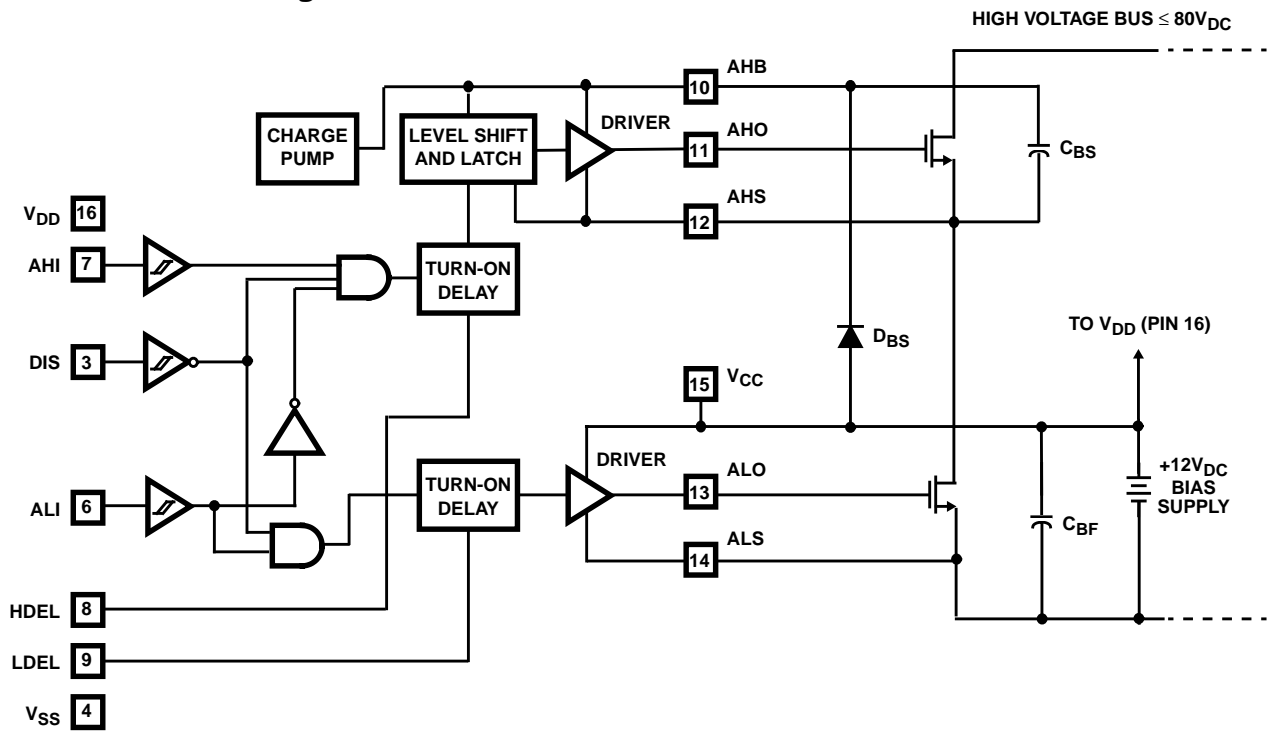 HIGH VOLTAGE BUS ≤ 80VDC
AHB
10
CHARGE
PUMP
LEVEL SHIFT
AND LATCH
DRIVER
AHO
11
CBS
AHS
12
VDD 16
AHI 7
TURN-ON
DELAY
DIS 3
DBS
TO VDD (PIN 16)
15
VCC
ALI 6
TURN-ON
DELAY
DRIVER
ALO
13
ALS
14
CBF
+12VDC
BIAS
SUPPLY
HDEL 8
LDEL 9
VSS 4